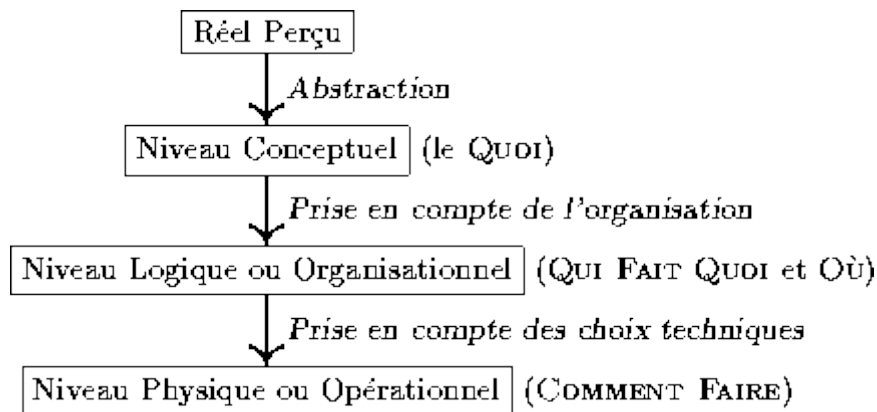 Réel Perçu
Abstraction
Niveau Conceptuel (le QUOI)
Prise en compte de l'organisation
Niveau Logique ou Organisationnel (QUI FAIT QUOI et OÙ)
Prise en compte des choix techniques
Niveau Physique ou Opérationnel (COMMENT FAIRE)